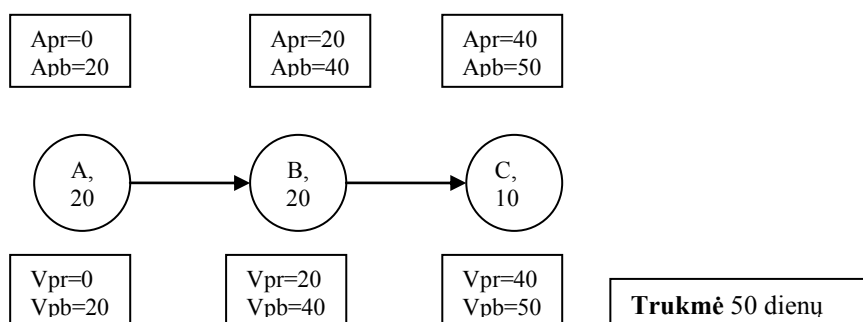 Apr=0
Apb=20
Apr=20
Apb=40
Apr=40
Apb=50
A,
20
B,
20
C,
10
Vpr=0
Vpb=20
Vpr=20
Vpb=40
Vpr=40
Vpb=50
Trukmė 50 dienų